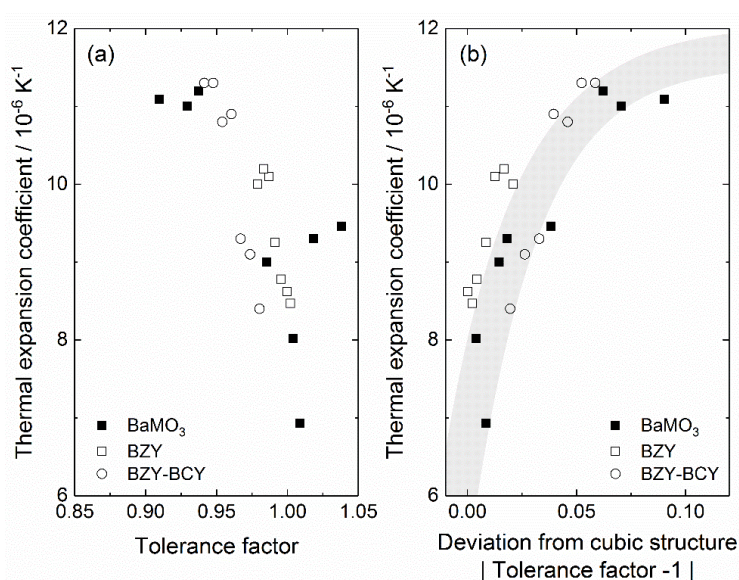 (a)
Thermal expansion coefficient / 10⁻⁶ K⁻¹
12
10
8
6
BaMO₃
BZY
BZY-BCY
0.85
0.90
0.95
1.00
1.05
Tolerance factor
(b)
Thermal expansion coefficient / 10⁻⁶ K⁻¹
12
10
8
6
BaMO₃
BZY
BZY-BCY
0.00
0.05
0.10
Deviation from cubic structure
| Tolerance factor -1 |